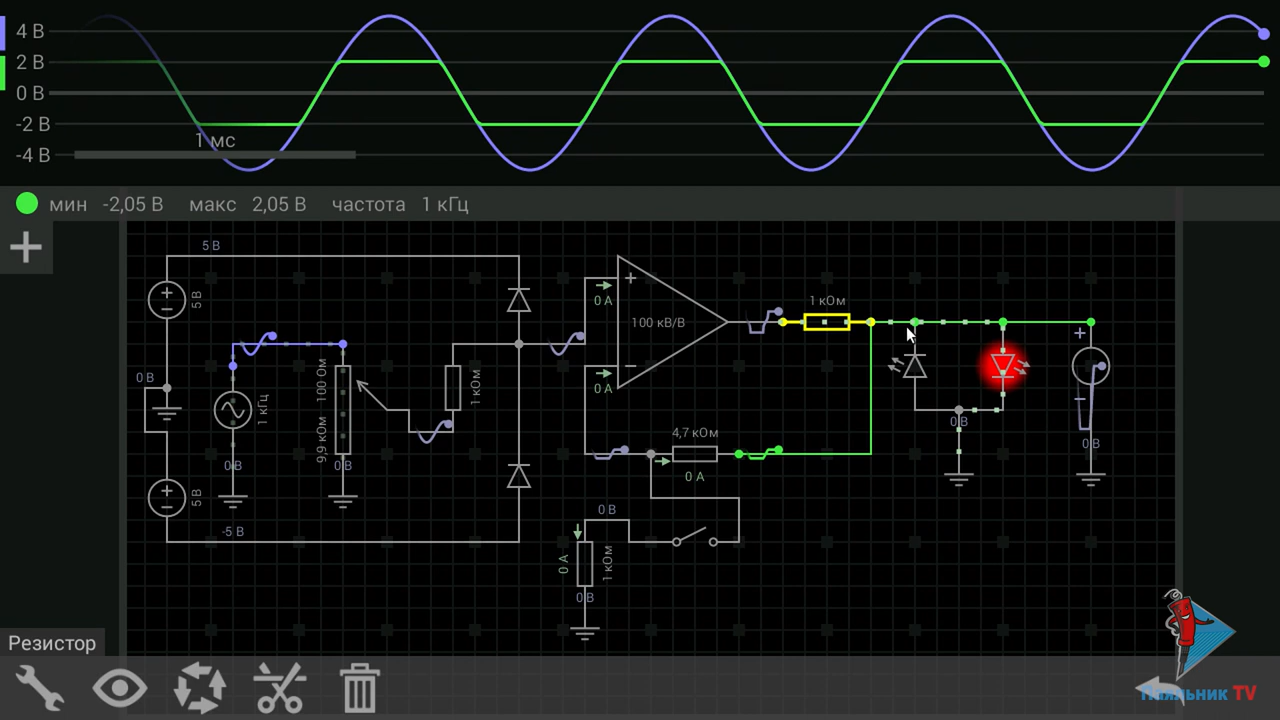 4 В
2 В
0 В
-2 В
-4 В
1 мс
мин -2,05 В макс 2,05 В частота 1 кГц
+
5 В
5 В
0 В
1 кГц
0 В
9,9 кОм 100 Ом
0 В
1 кОм
5 В
-5 В
+
0 А
100 кВ/В
−
0 А
1 кОм
4,7 кОм
0 А
0 В
0 А
1 кОм
0 В
0 В
+
−
0 В
Резистор
Паяльник TV